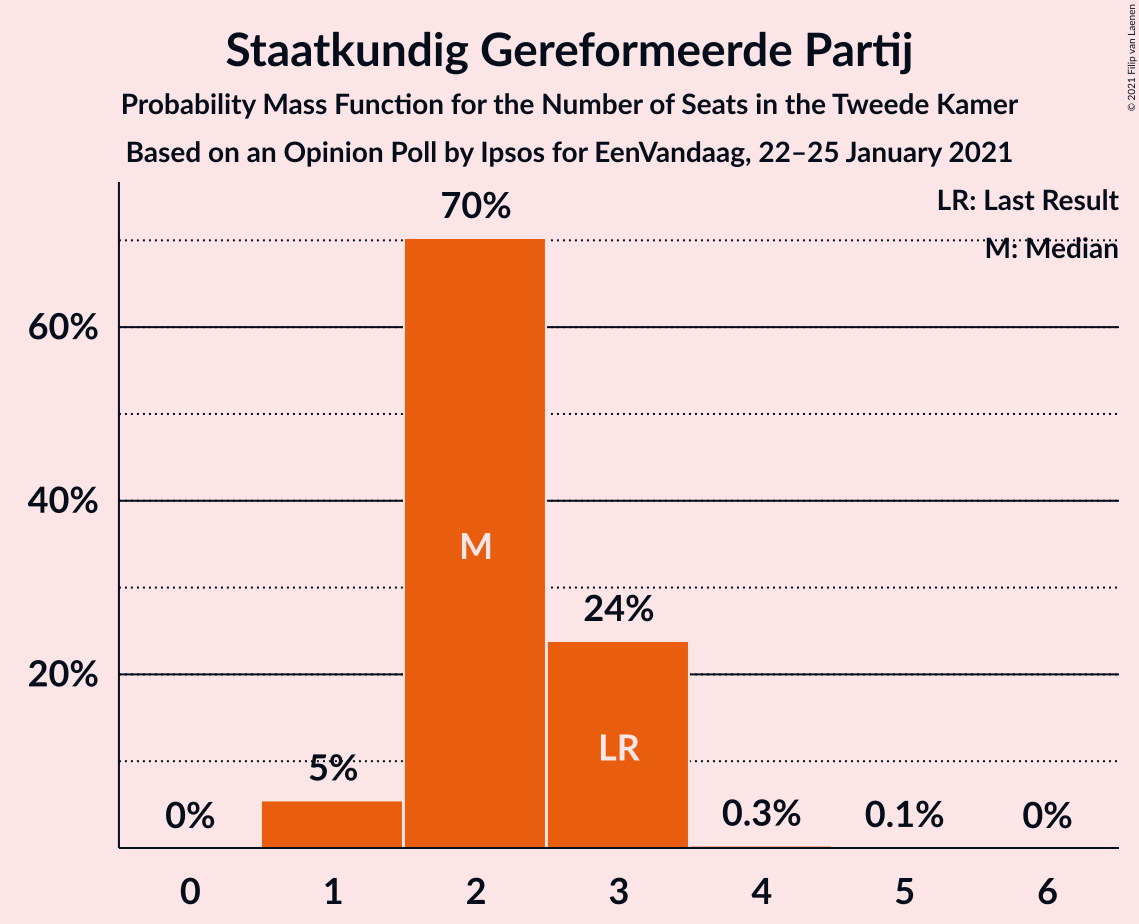 Staatkundig Gereformeerde Partij
Probability Mass Function for the Number of Seats in the Tweede Kamer
Based on an Opinion Poll by Ipsos for EenVandaag, 22–25 January 2021
© 2021 Filip van Laenen
LR: Last Result
M: Median
70%
60%
40%
M
24%
20%
LR
5%
0%
0.3%
0.1%
0%
0 1 2 3 4 5 6